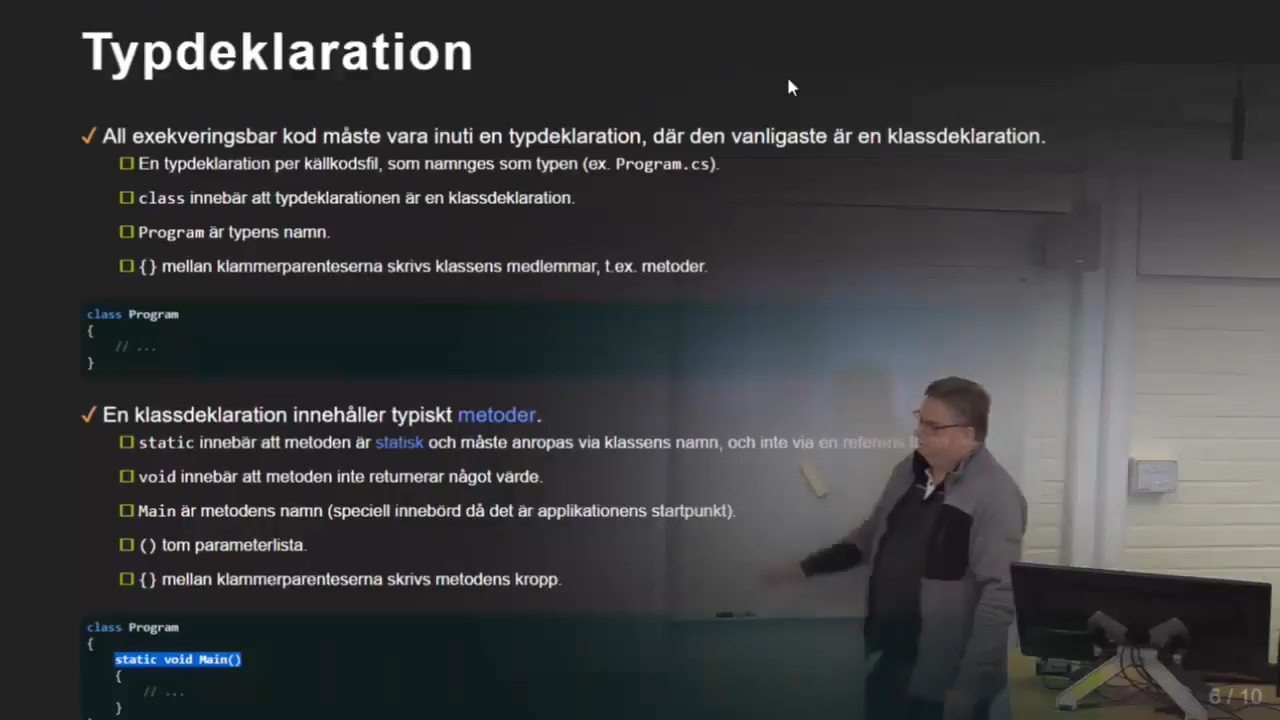 Typdeklaration
✓ All exekveringsbar kod måste vara inuti en typdeklaration, där den vanligaste är en klassdeklaration.
En typdeklaration per källkodsfil, som namnges som typen (ex. Program.cs).
class innebär att typdeklarationen är en klassdeklaration.
Program är typens namn.
{} mellan klammerparenteserna skrivs klassens medlemmar, t.ex. metoder.
class Program
{
// ...
}
✓ En klassdeklaration innehåller typiskt metoder.
static innebär att metoden är statisk och måste anropas via klassens namn, och inte via en referens
void innebär att metoden inte returnerar något värde.
Main är metodens namn (speciell innebörd då det är applikationens startpunkt).
() tom parameterlista.
{} mellan klammerparenteserna skrivs metodens kropp.
class Program
{
static void Main()
{
// ...
}
6 / 10